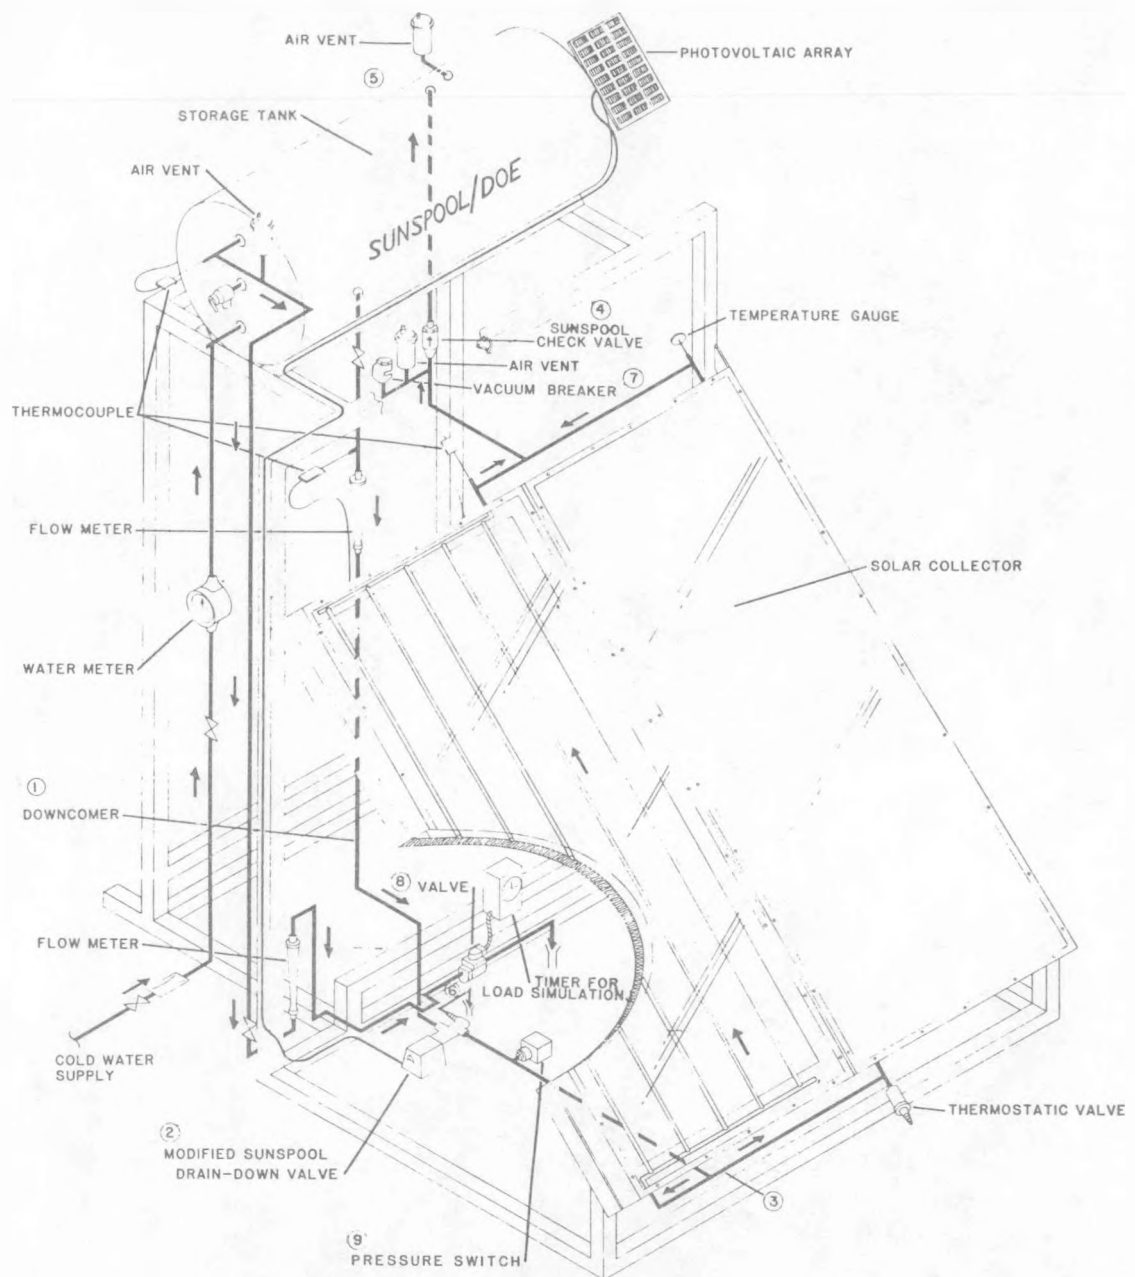 AIR VENT
PHOTOVOLTAIC ARRAY
5
STORAGE TANK
AIR VENT
SUNSPOOL/DOE
4
SUNSPOOL
CHECK VALVE
TEMPERATURE GAUGE
AIR VENT
7
VACUUM BREAKER
THERMOCOUPLE
FLOW METER
SOLAR COLLECTOR
WATER METER
1
DOWNCOMER
8 VALVE
FLOW METER
TIMER FOR
LOAD SIMULATION
6
COLD WATER
SUPPLY
THERMOSTATIC VALVE
2
MODIFIED SUNSPOOL
DRAIN-DOWN VALVE
3
9
PRESSURE SWITCH